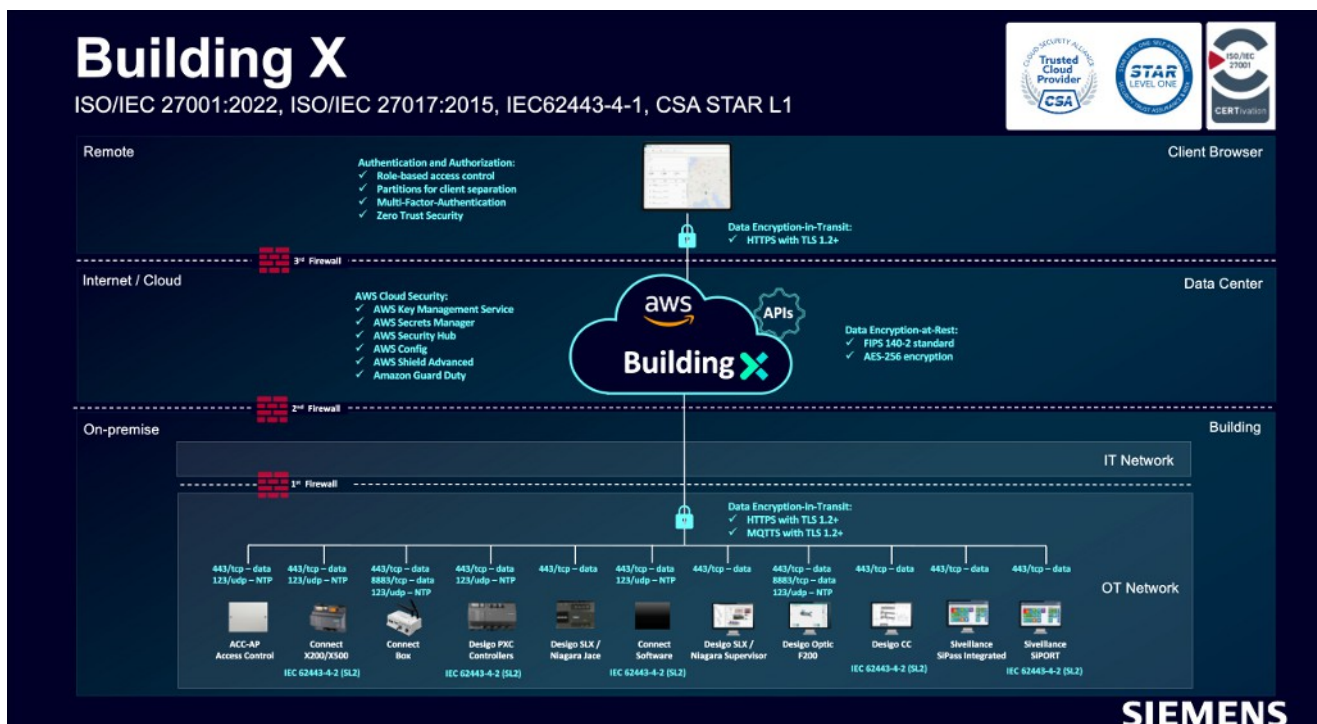 Building X
ISO/IEC 27001:2022, ISO/IEC 27017:2015, IEC62443-4-1, CSA STAR L1
CLOUD SECURITY ALLIANCE
Trusted
Cloud
Provider
CSA
STAR LEVEL ONE: SELF-ASSESSMENT
STAR
LEVEL ONE
SECURITY TRUST ASSURANCE & RISK
ISO/IEC
27001
CERTivation
Remote
Client Browser
Authentication and Authorization:
✓ Role-based access control
✓ Partitions for client separation
✓ Multi-Factor-Authentication
✓ Zero Trust Security
Data Encryption-in-Transit:
✓ HTTPS with TLS 1.2+
3rd Firewall
Internet / Cloud
Data Center
AWS Cloud Security:
✓ AWS Key Management Service
✓ AWS Secrets Manager
✓ AWS Security Hub
✓ AWS Config
✓ AWS Shield Advanced
✓ Amazon Guard Duty
aws
APIs
Building X
Data Encryption-at-Rest:
✓ FIPS 140-2 standard
✓ AES-256 encryption
2nd Firewall
On-premise
Building
IT Network
1st Firewall
Data Encryption-in-Transit:
✓ HTTPS with TLS 1.2+
✓ MQTTS with TLS 1.2+
OT Network
443/tcp – data
123/udp – NTP
ACC-AP
Access Control
443/tcp – data
123/udp – NTP
Connect
X200/X500
IEC 62443-4-2 (SL2)
443/tcp – data
8883/tcp – data
123/udp – NTP
Connect
Box
443/tcp – data
123/udp – NTP
Desigo PXC
Controllers
IEC 62443-4-2 (SL2)
443/tcp – data
Desigo SLX /
Niagara Jace
443/tcp – data
123/udp – NTP
Connect
Software
IEC 62443-4-2 (SL2)
443/tcp – data
Desigo SLX /
Niagara Supervisor
443/tcp – data
8883/tcp – data
123/udp – NTP
Desigo Optic
F200
443/tcp – data
Desigo CC
IEC 62443-4-2 (SL2)
443/tcp – data
Siveillance
SiPass Integrated
443/tcp – data
Siveillance
SiPORT
IEC 62443-4-2 (SL2)
SIEMENS